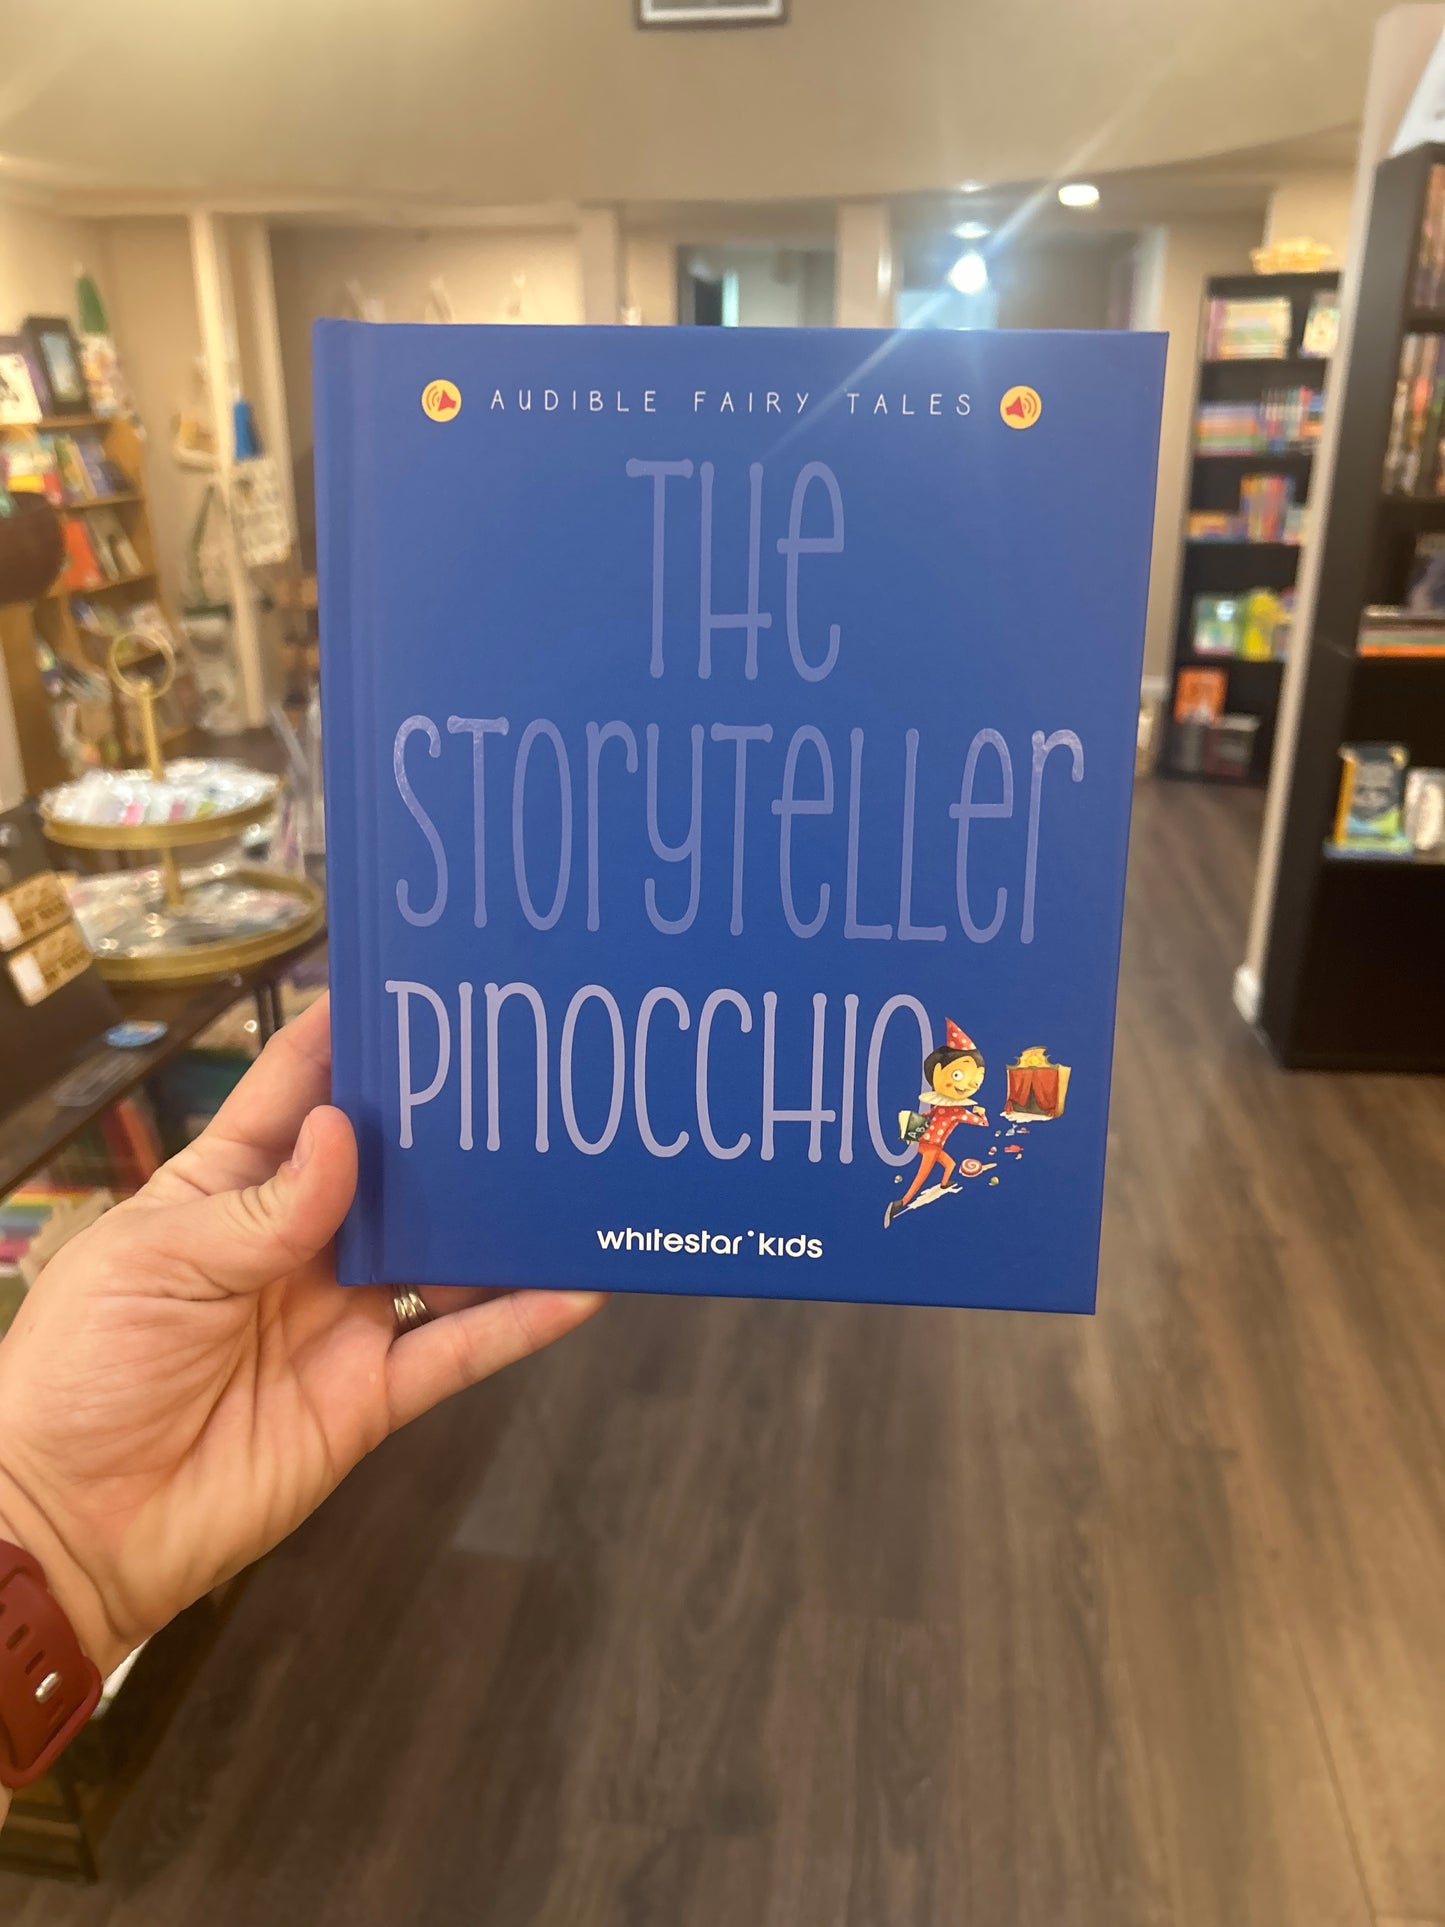 AUDIBLE FAIRY TALES
THe
STOryTeLLer
PINOCCHIO
whitestar*kids